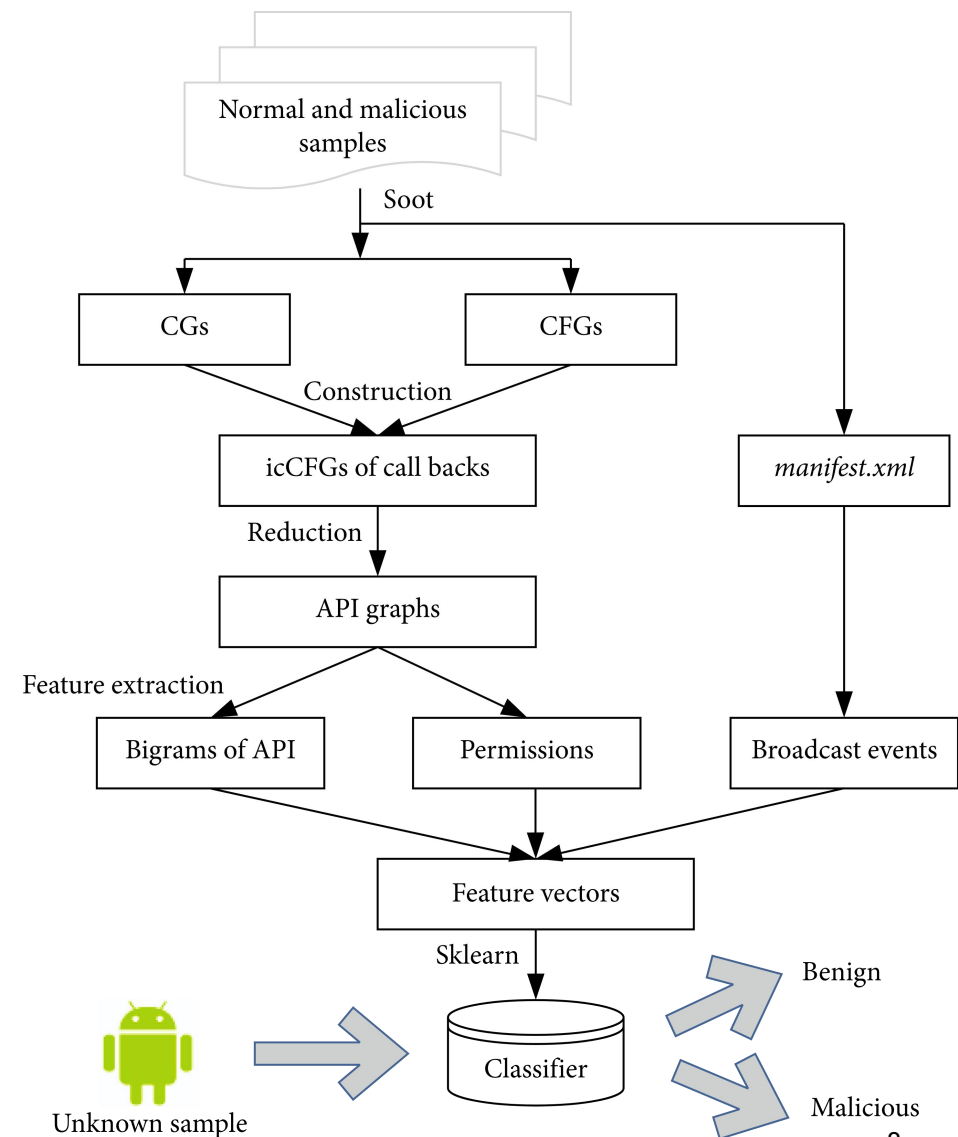 Normal and malicious
samples
Soot
CGs
CFGs
Construction
icCFGs of call backs
manifest.xml
Reduction
API graphs
Feature extraction
Bigrams of API
Permissions
Broadcast events
Feature vectors
Sklearn
Benign
Classifier
Malicious
Unknown sample